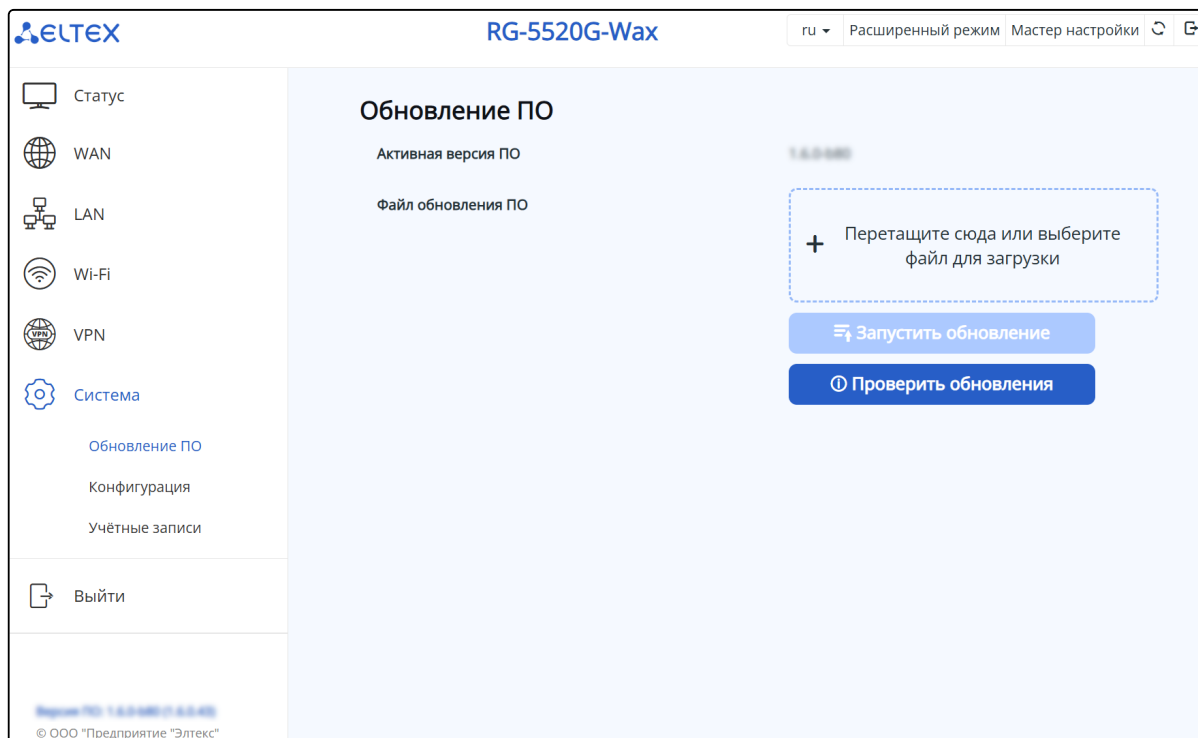 ELTEX
RG-5520G-Wax
ru
Расширенный режим
Мастер настройки
Статус
WAN
LAN
Wi-Fi
VPN
VPN
Система
Обновление ПО
Конфигурация
Учётные записи
Выйти
© ООО "Предприятие "Элтекс"
Обновление ПО
Активная версия ПО
Файл обновления ПО
Перетащите сюда или выберите
файл для загрузки
Запустить обновление
Проверить обновления